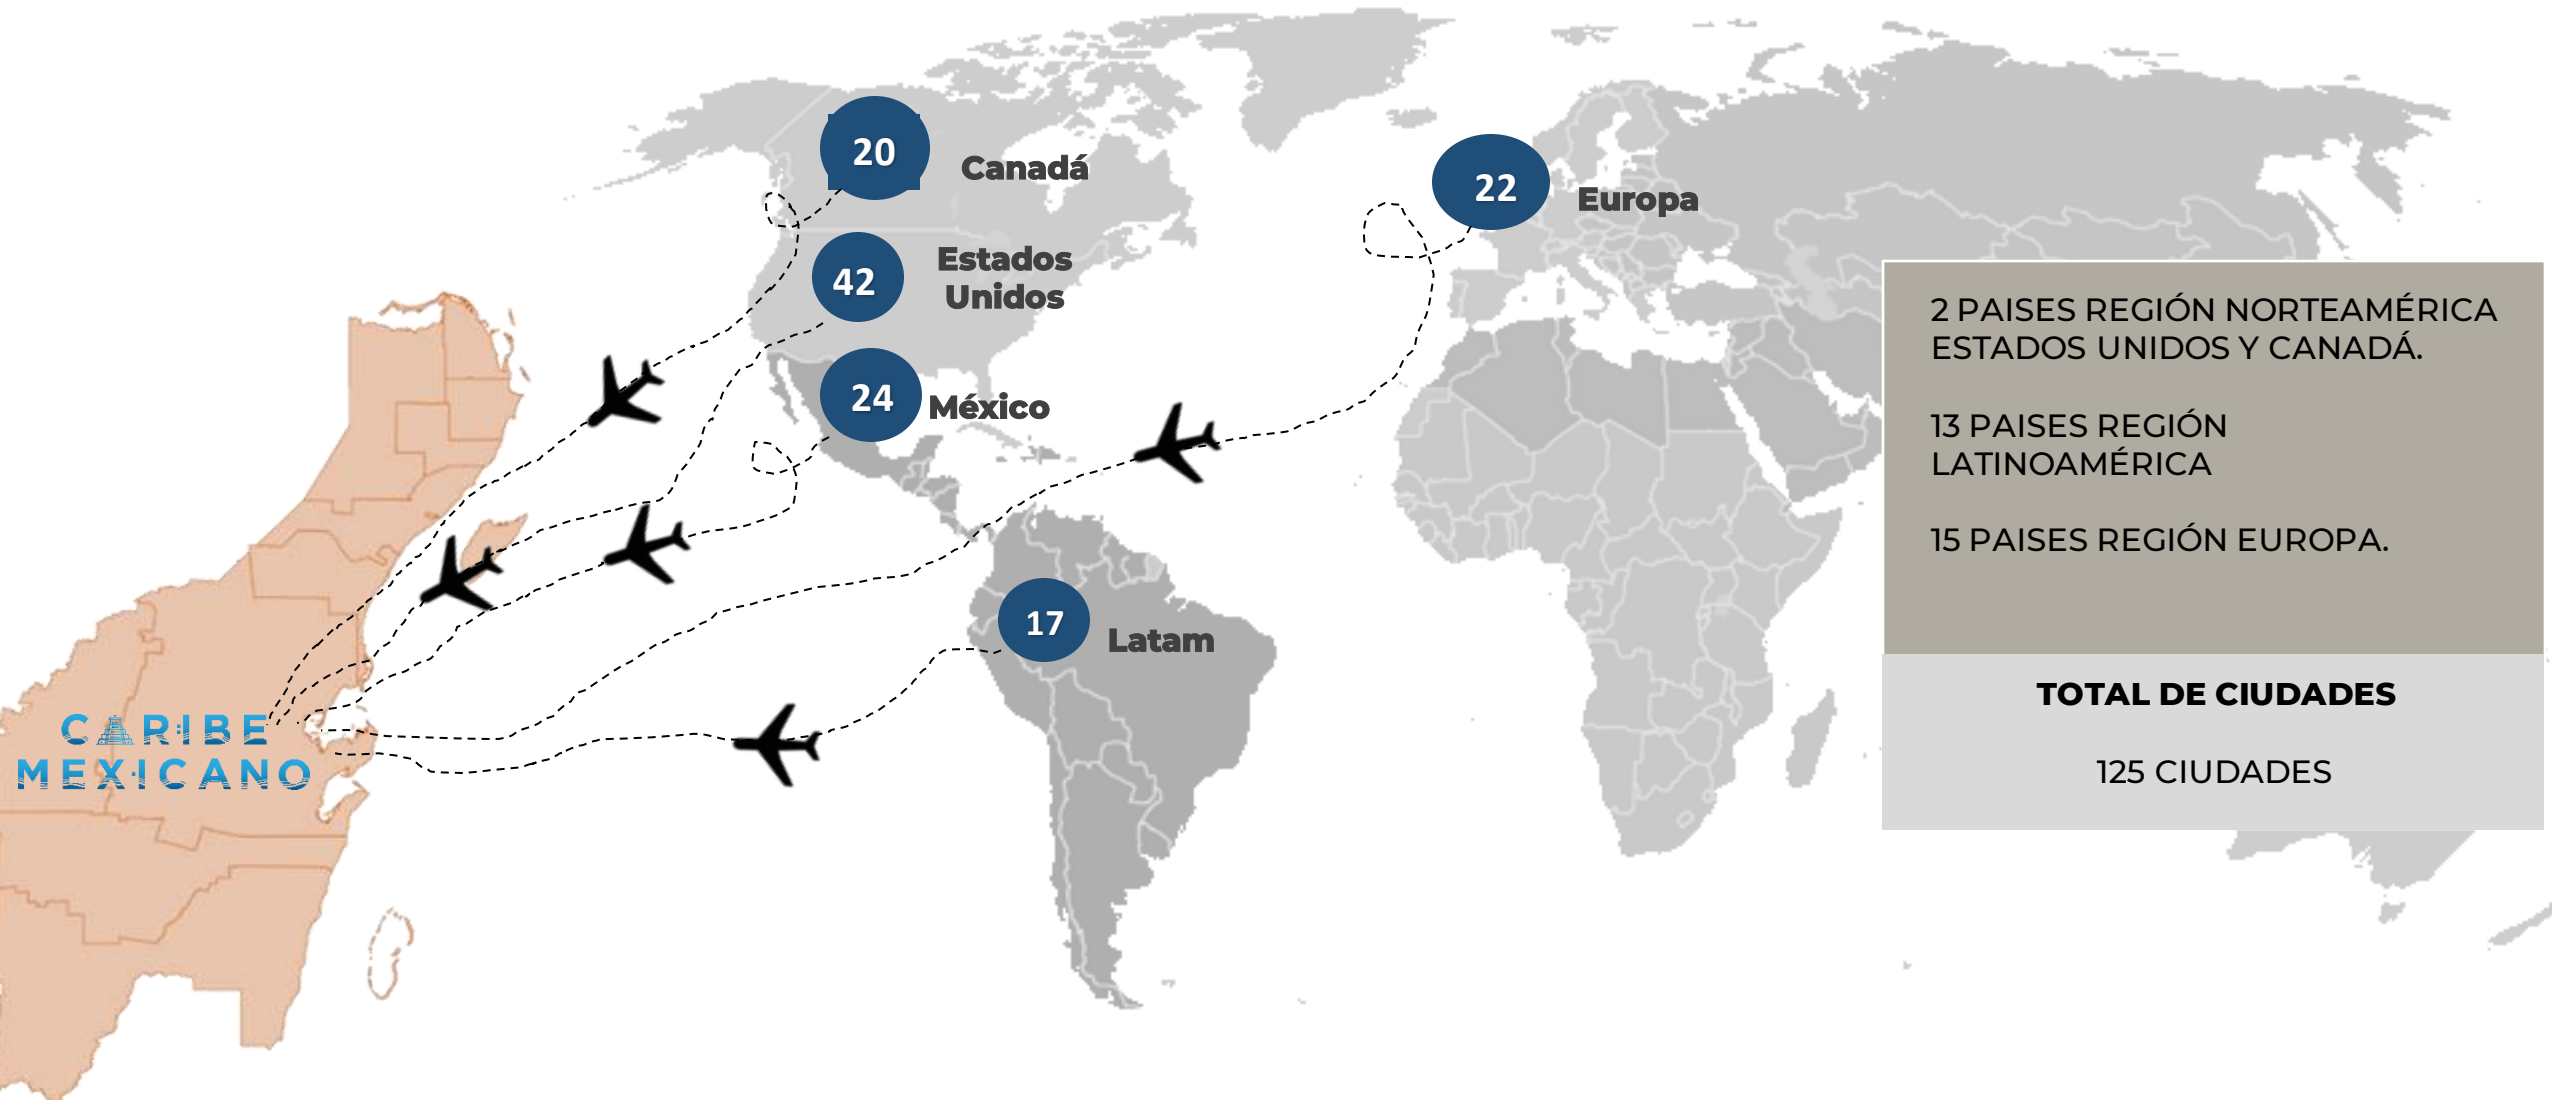 20
Canadá
22
Europa
42
Estados
Unidos
24
México
17
Latam
CARIBE
MEXICANO
2 PAISES REGIÓN NORTEAMÉRICA
ESTADOS UNIDOS Y CANADÁ.
13 PAISES REGIÓN
LATINOAMÉRICA
15 PAISES REGIÓN EUROPA.
TOTAL DE CIUDADES
125 CIUDADES